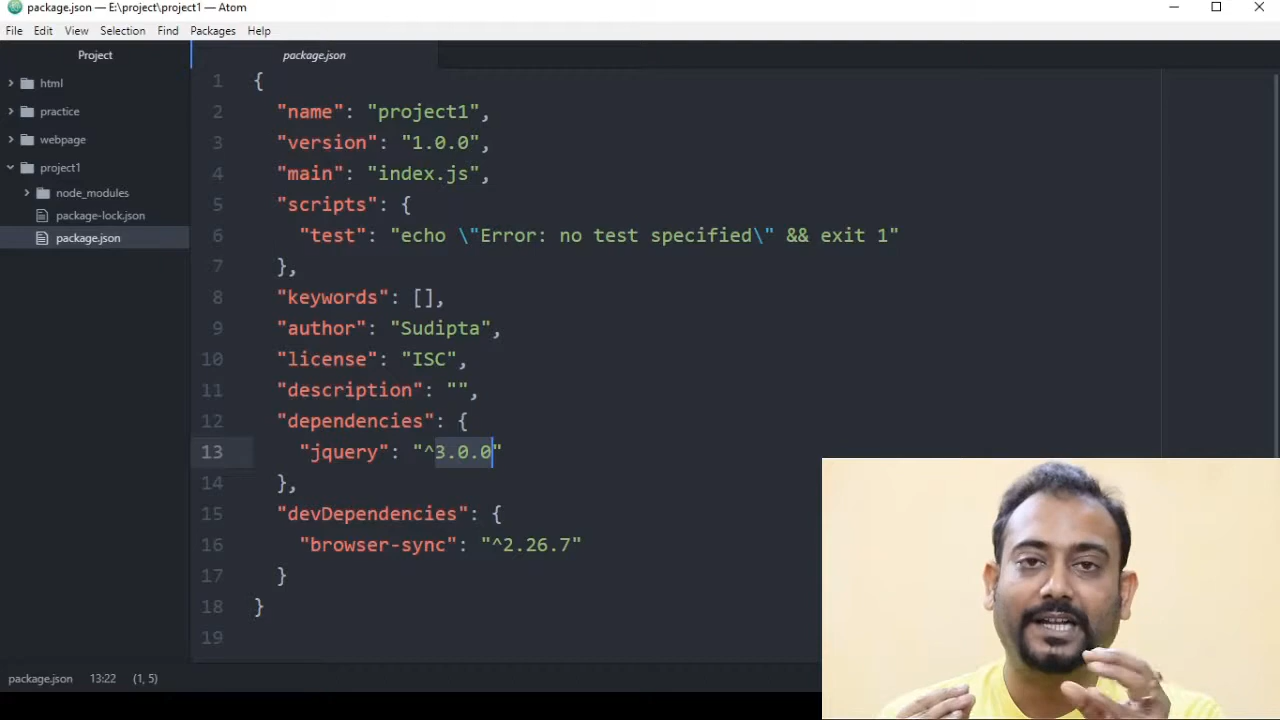 package.json — E:\project\project1 — Atom
File Edit View Selection Find Packages Help
Project
html
practice
webpage
project1
node_modules
package-lock.json
package.json
package.json
1 {
2 "name": "project1",
3 "version": "1.0.0",
4 "main": "index.js",
5 "scripts": {
6 "test": "echo \"Error: no test specified\" && exit 1"
7 },
8 "keywords": [],
9 "author": "Sudipta",
10 "license": "ISC",
11 "description": "",
12 "dependencies": {
13 "jquery": "^3.0.0"
14 },
15 "devDependencies": {
16 "browser-sync": "^2.26.7"
17 }
18 }
19
package.json 13:22 (1, 5)